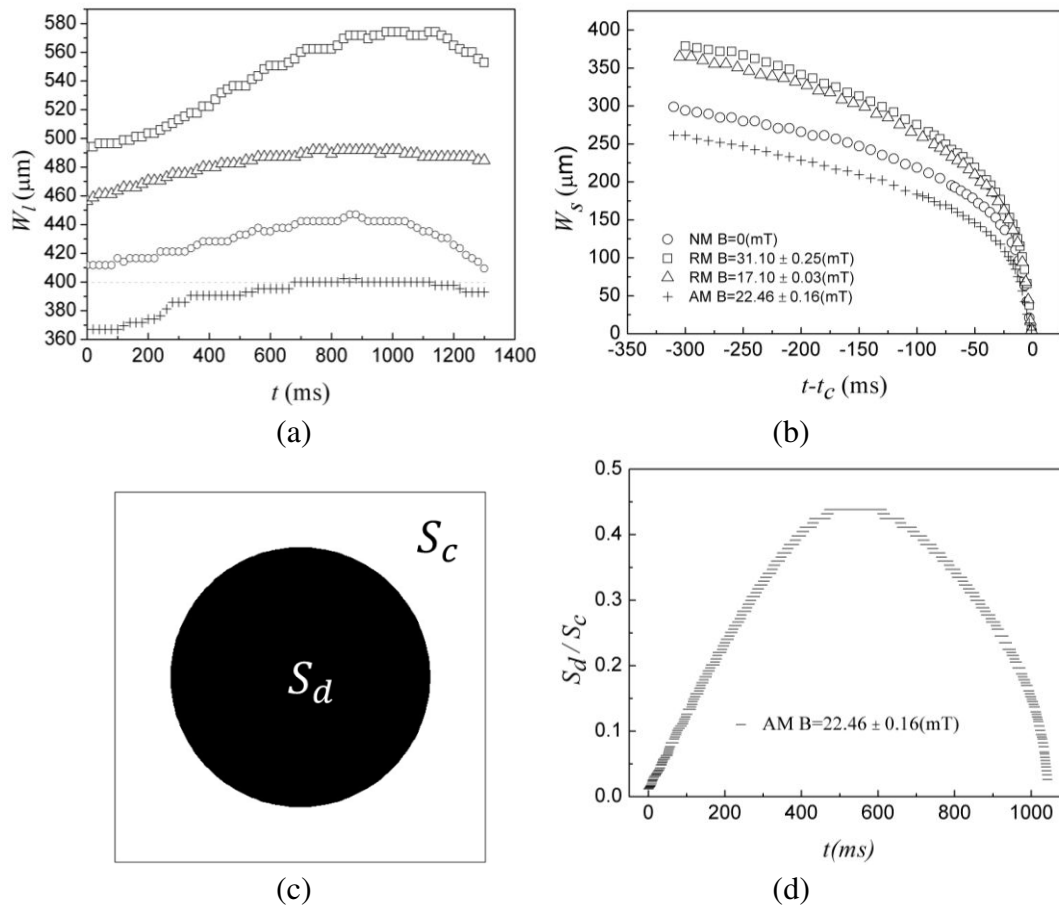 580
560
540
520
500
480
460
440
420
400
380
360
W_l (μm)
0 200 400 600 800 1000 1200 1400
t (ms)
(a)
400
350
300
250
200
150
100
50
0
W_s (μm)
NM B=0(mT)
RM B=31.10 ± 0.25(mT)
RM B=17.10 ± 0.03(mT)
AM B=22.46 ± 0.16(mT)
-350 -300 -250 -200 -150 -100 -50 0
t-t_c (ms)
(b)
S_c
S_d
(c)
0.5
0.4
0.3
0.2
0.1
0.0
S_d / S_c
AM B=22.46 ± 0.16(mT)
0 200 400 600 800 1000
t(ms)
(d)